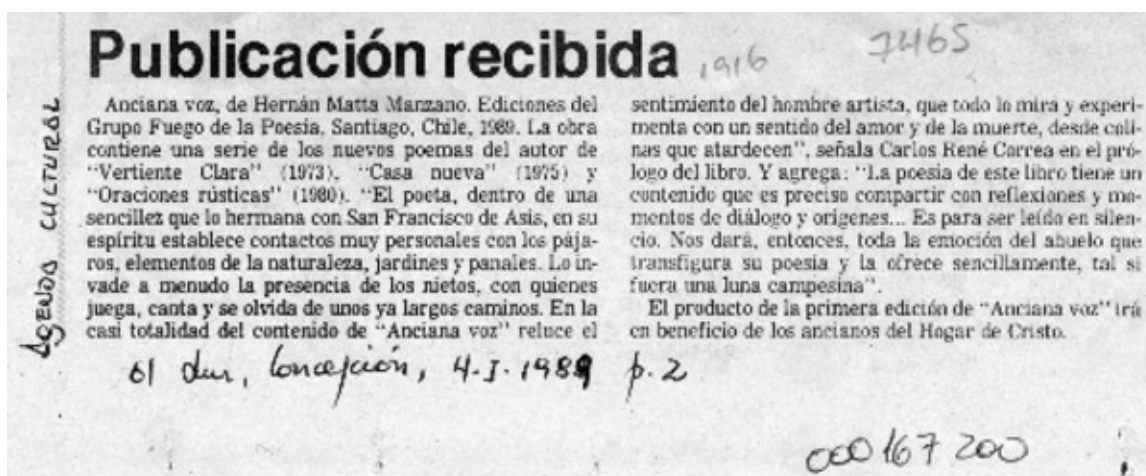 Publicación recibida
1916
7465
AGENDA CULTURAL
Anciana voz, de Hernán Matta Manzano. Ediciones del
Grupo Fuego de la Poesía, Santiago, Chile, 1989. La obra
contiene una serie de los nuevos poemas del autor de
"Vertiente Clara" (1973), "Casa nueva" (1975) y
"Oraciones rústicas" (1980). "El poeta, dentro de una
sencillez que lo hermana con San Francisco de Asís, en su
espíritu establece contactos muy personales con los pája-
ros, elementos de la naturaleza, jardines y panales. Lo in-
vade a menudo la presencia de los nietos, con quienes
juega, canta y se olvida de unos ya largos caminos. En la
casi totalidad del contenido de "Anciana voz" reluce el
sentimiento del hombre artista, que todo lo mira y experi-
menta con un sentido del amor y de la muerte, desde coli-
nas que atardecen", señala Carlos René Correa en el pró-
logo del libro. Y agrega: "La poesía de este libro tiene un
contenido que es preciso compartir con reflexiones y mo-
mentos de diálogo y orígenes... Es para ser leído en silen-
cio. Nos dará, entonces, toda la emoción del abuelo que
transfigura su poesía y la ofrece sencillamente, tal si
fuera una luna campesina".
El producto de la primera edición de "Anciana voz" irá
en beneficio de los ancianos del Hogar de Cristo.
El Sur, Concepción, 4-I-1989 p. 2
000167200